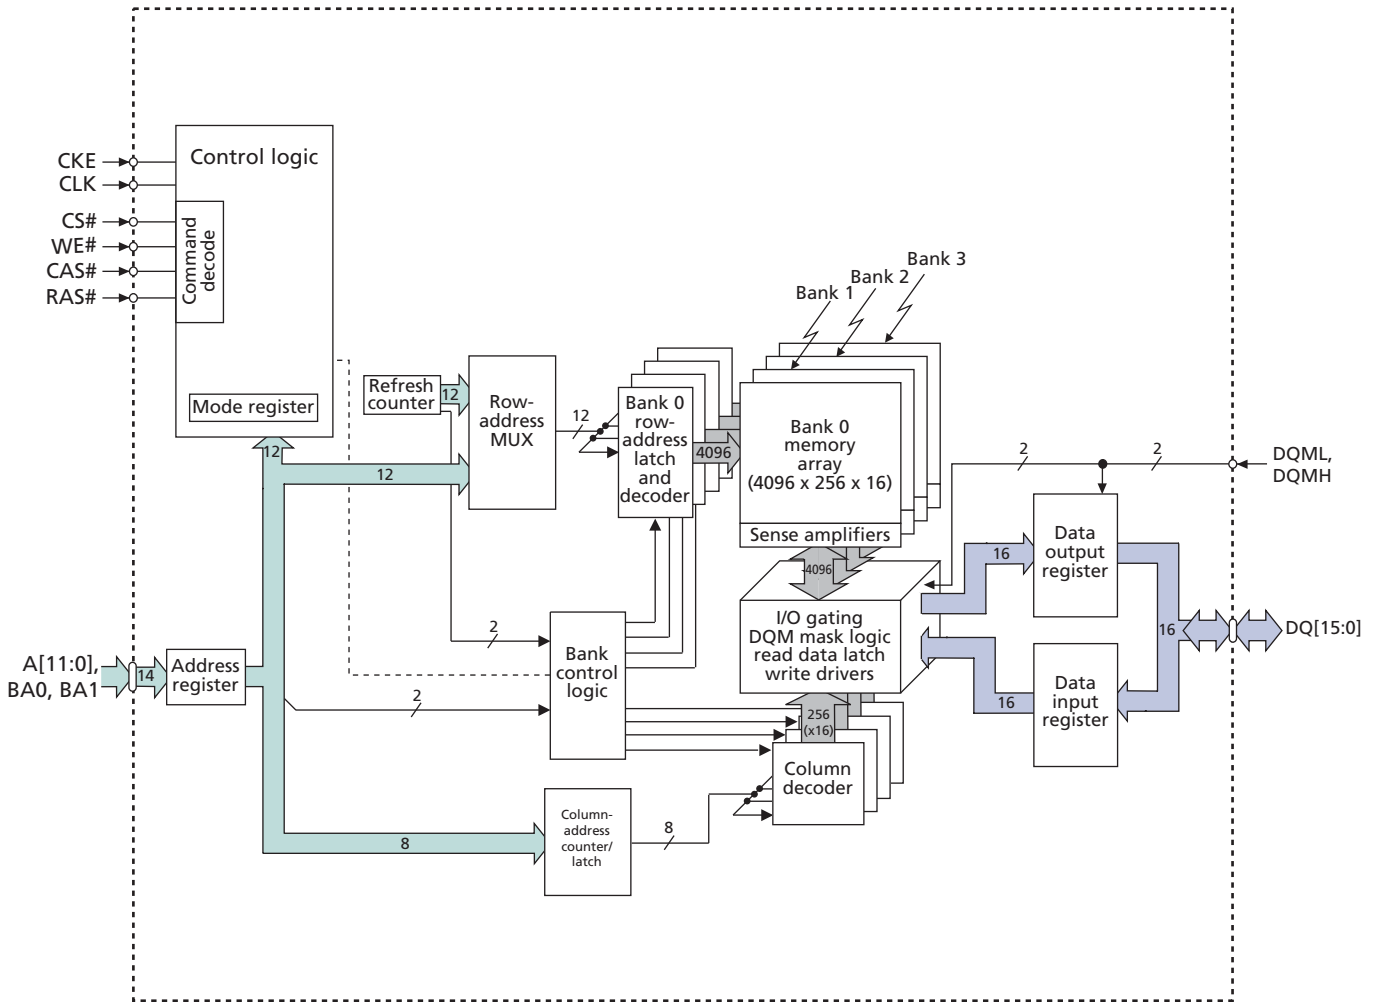 Control logic
CKE
CLK
CS#
WE#
CAS#
RAS#
Command
decode
Mode register
12
12
Refresh
counter
12
Row-
address
MUX
12
Bank 0
row-
address
latch
and
decoder
4096
Bank 1
Bank 2
Bank 3
Bank 0
memory
array
(4096 x 256 x 16)
Sense amplifiers
4096
I/O gating
DQM mask logic
read data latch
write drivers
2
2
DQML,
DQMH
16
Data
output
register
16
DQ[15:0]
16
Data
input
register
A[11:0],
BA0, BA1
14
Address
register
2
2
Bank
control
logic
256
(x16)
Column
decoder
8
Column-
address
counter/
latch
8